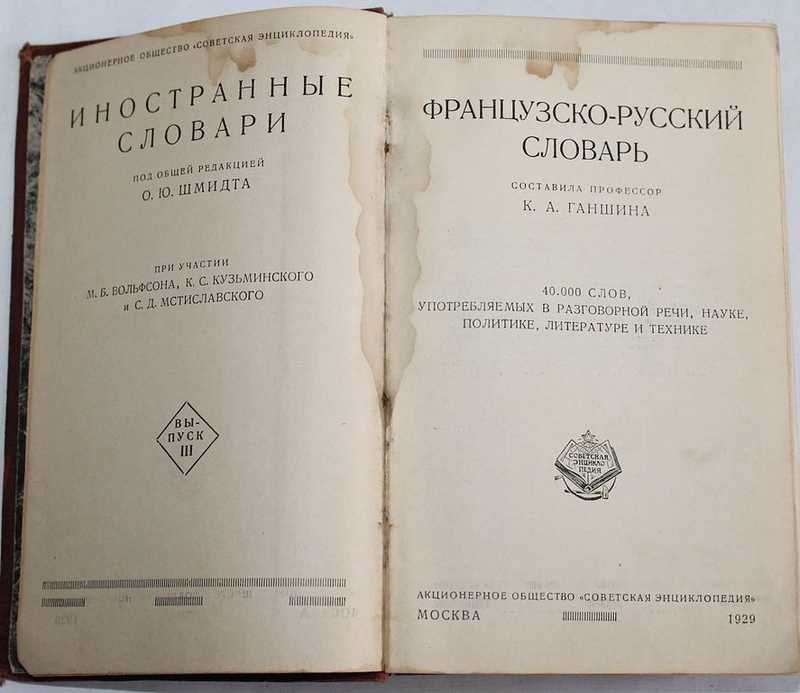 АКЦИОНЕРНОЕ ОБЩЕСТВО «СОВЕТСКАЯ ЭНЦИКЛОПЕДИЯ»
ИНОСТРАННЫЕ
СЛОВАРИ
ПОД ОБЩЕЙ РЕДАКЦИЕЙ
О. Ю. ШМИДТА
ПРИ УЧАСТИИ
М. Б. ВОЛЬФСОНА, К. С. КУЗЬМИНСКОГО
и С. Д. МСТИСЛАВСКОГО
ВЫ-
ПУСК
III
ФРАНЦУЗСКО-РУССКИЙ
СЛОВАРЬ
СОСТАВИЛА ПРОФЕССОР
К. А. ГАНШИНА
40.000 СЛОВ,
УПОТРЕБЛЯЕМЫХ В РАЗГОВОРНОЙ РЕЧИ, НАУКЕ,
ПОЛИТИКЕ, ЛИТЕРАТУРЕ И ТЕХНИКЕ
СОВЕТСКАЯ
ЭНЦИКЛО
ПЕДИЯ
АКЦИОНЕРНОЕ ОБЩЕСТВО «СОВЕТСКАЯ ЭНЦИКЛОПЕДИЯ»
МОСКВА 1929